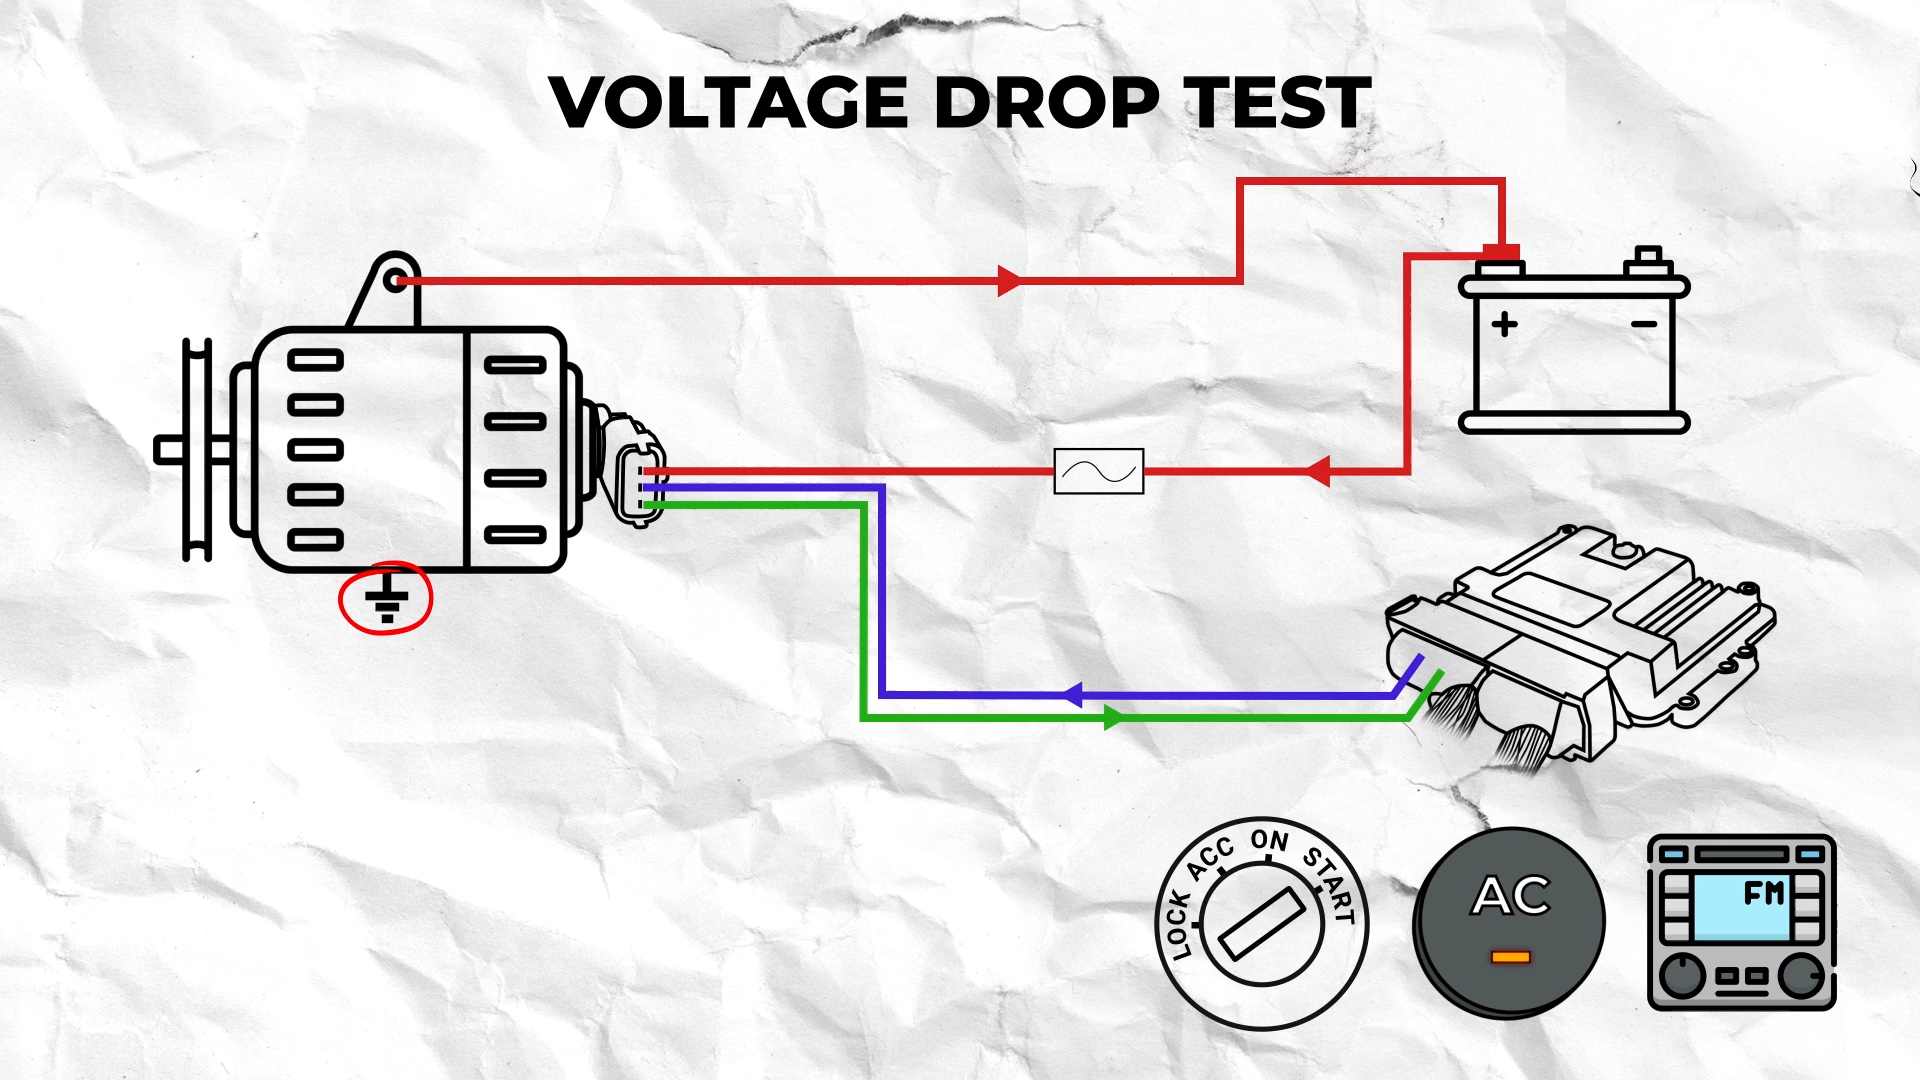 VOLTAGE DROP TEST
+ −
LOCK ACC ON START
AC
FM